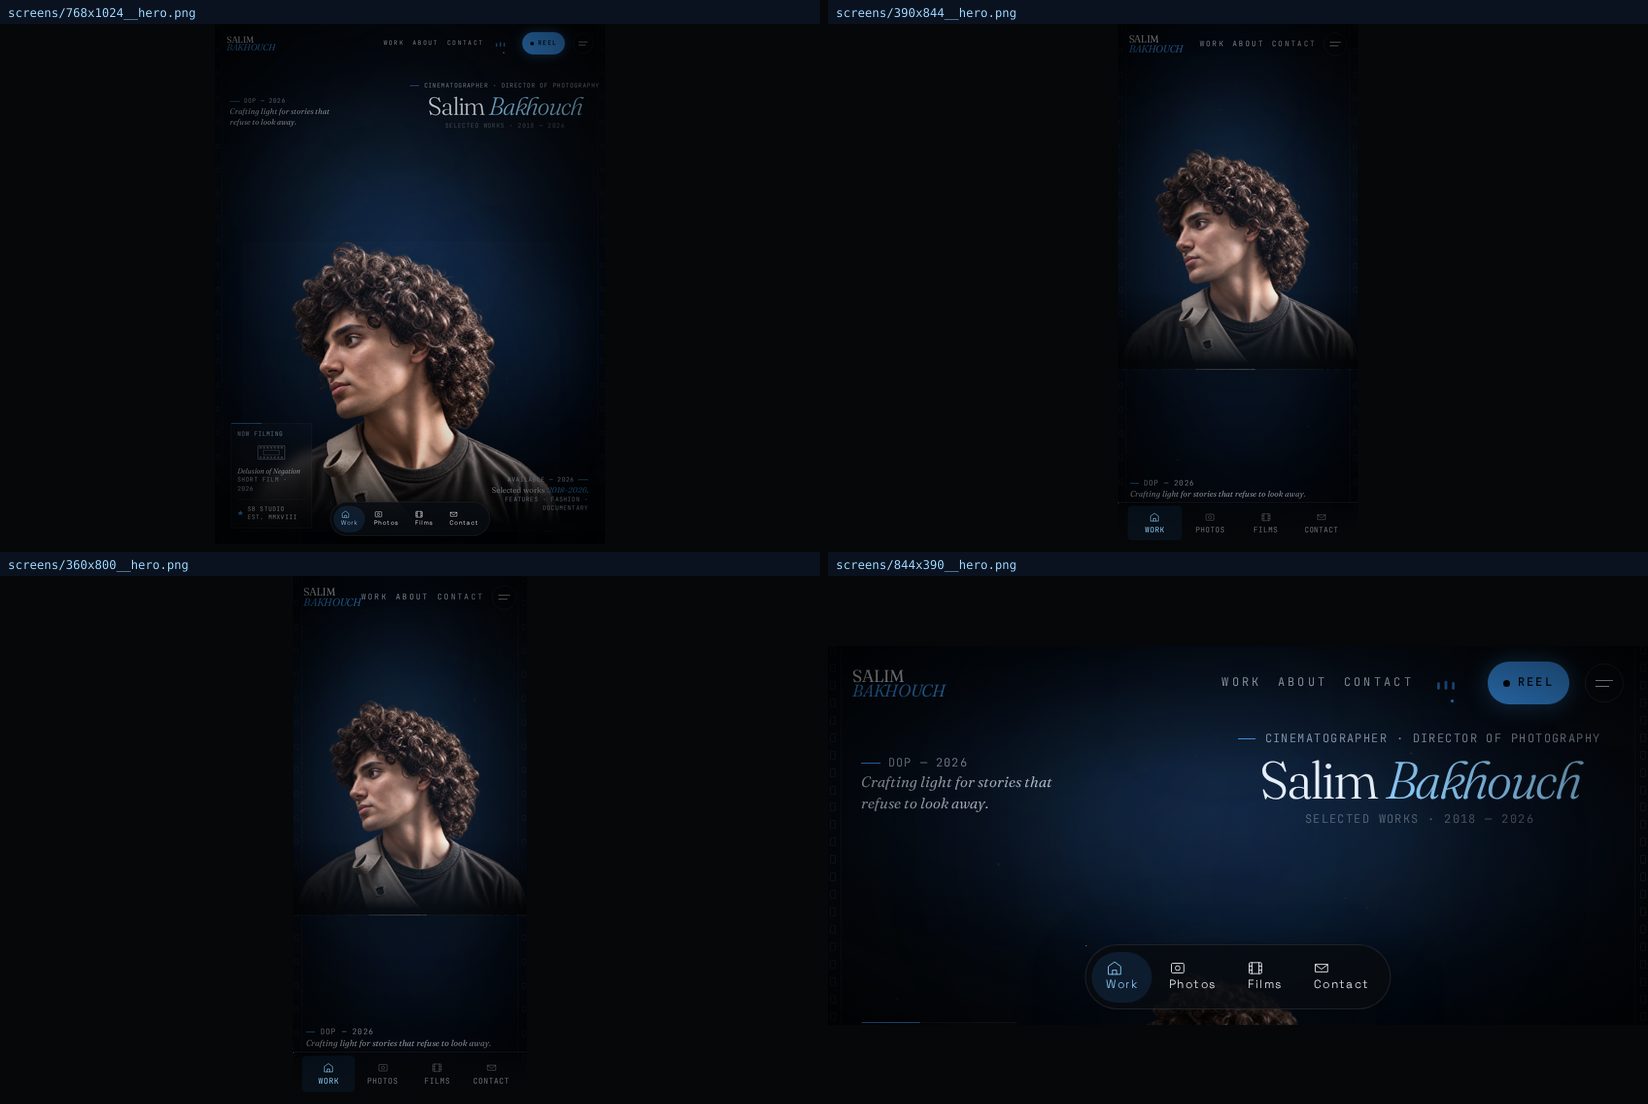 screens/768x1024__hero.png
SALIM
BAKHOUCH
WORK ABOUT CONTACT
REEL
CINEMATOGRAPHER · DIRECTOR OF PHOTOGRAPHY
Salim Bakhouch
SELECTED WORKS · 2018 — 2026
DOP — 2026
Crafting light for stories that
refuse to look away.
NOW FILMING
Delusion of Negation
SHORT FILM ·
2026
SB STUDIO
EST. MMXVIII
AVAILABLE — 2026
Selected works 2018–2026.
FEATURES · FASHION ·
DOCUMENTARY
Work Photos Films Contact
screens/390x844__hero.png
SALIM
BAKHOUCH
WORK ABOUT CONTACT
DOP — 2026
Crafting light for stories that refuse to look away.
WORK PHOTOS FILMS CONTACT
screens/360x800__hero.png
SALIM
BAKHOUCH
WORK ABOUT CONTACT
DOP — 2026
Crafting light for stories that refuse to look away.
WORK PHOTOS FILMS CONTACT
screens/844x390__hero.png
SALIM
BAKHOUCH
WORK ABOUT CONTACT
REEL
CINEMATOGRAPHER · DIRECTOR OF PHOTOGRAPHY
Salim Bakhouch
SELECTED WORKS · 2018 — 2026
DOP — 2026
Crafting light for stories that
refuse to look away.
Work Photos Films Contact